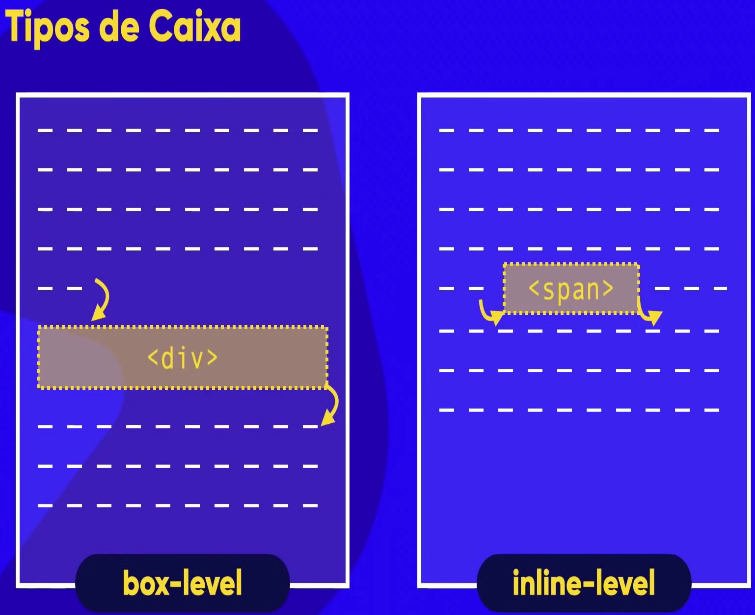 Tipos de Caixa
<div>
<span>
box-level
inline-level